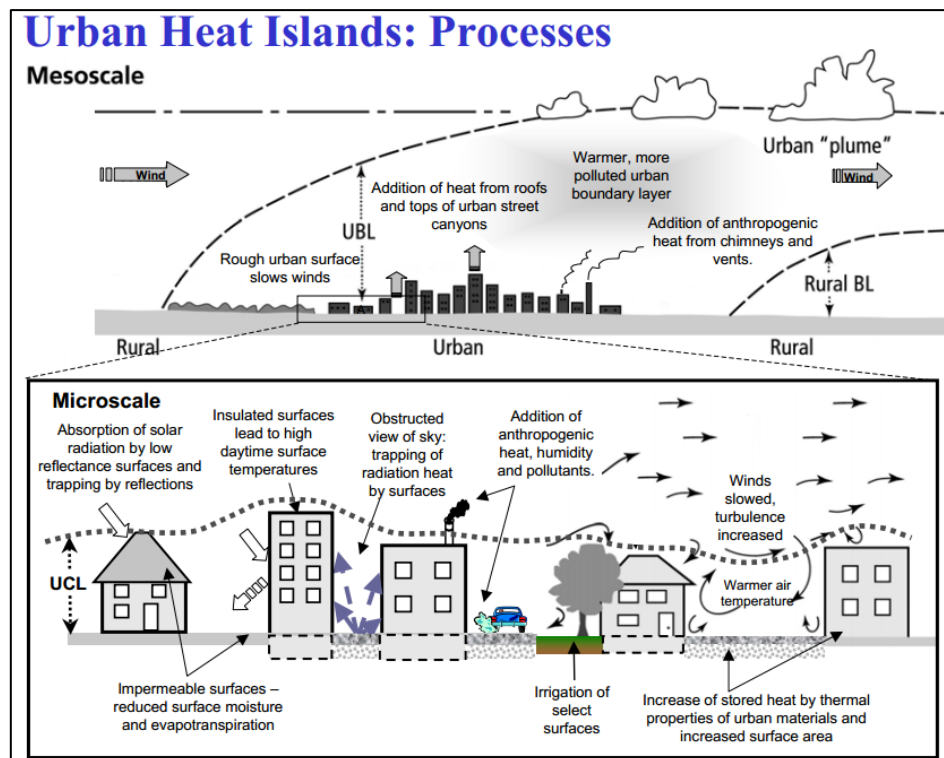 Urban Heat Islands: Processes
Mesoscale
Urban "plume"
Wind
Warmer, more
polluted urban
boundary layer
Wind
Addition of heat from roofs
and tops of urban street
canyons
UBL
Addition of anthropogenic
heat from chimneys and
vents.
Rough urban surface
slows winds
Rural BL
A
Rural
Urban
Rural
Microscale
Absorption of solar
radiation by low
reflectance surfaces and
trapping by reflections
Insulated surfaces
lead to high
daytime surface
temperatures
Obstructed
view of sky:
trapping of
radiation heat
by surfaces
Addition of
anthropogenic
heat, humidity
and pollutants.
Winds
slowed,
turbulence
increased
UCL
Warmer air
temperature
Impermeable surfaces –
reduced surface moisture
and evapotranspiration
Irrigation of
select
surfaces
Increase of stored heat by thermal
properties of urban materials and
increased surface area